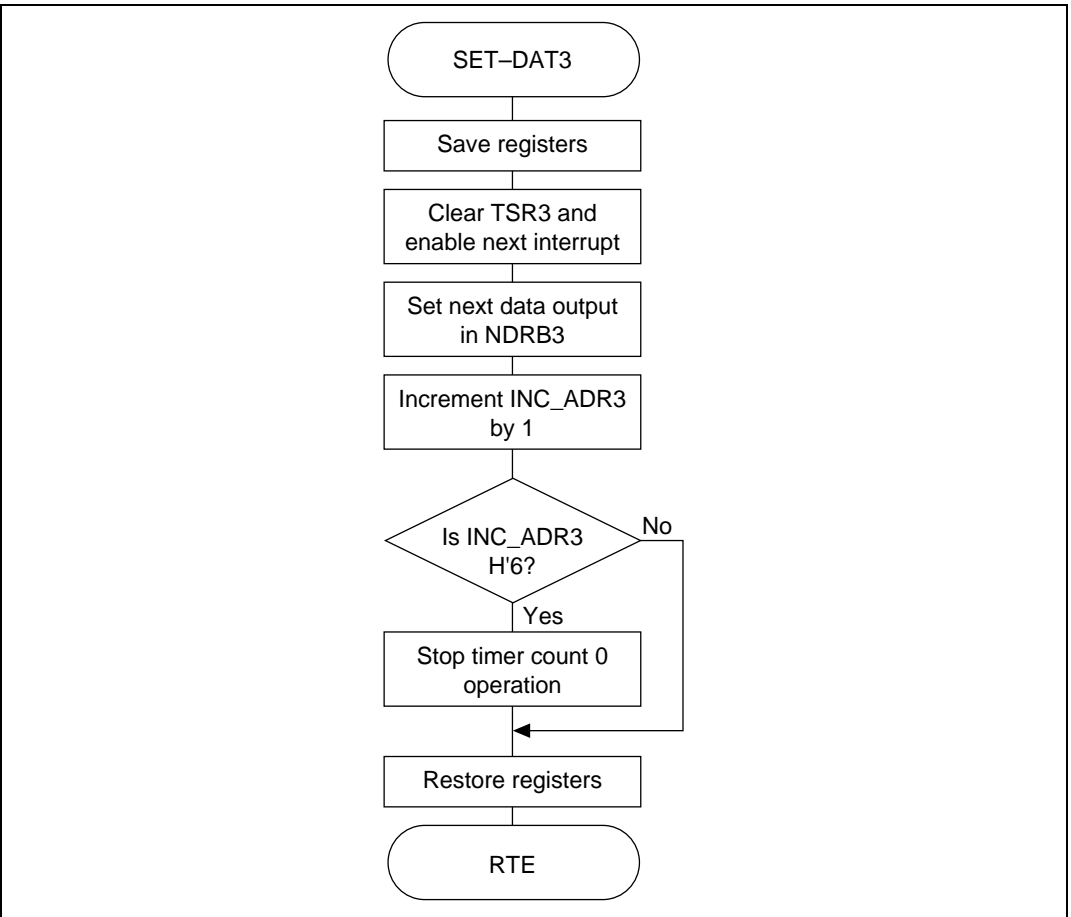 SET–DAT3
Save registers
Clear TSR3 and
enable next interrupt
Set next data output
in NDRB3
Increment INC_ADR3
by 1
Is INC_ADR3
H'6?
No
Yes
Stop timer count 0
operation
Restore registers
RTE